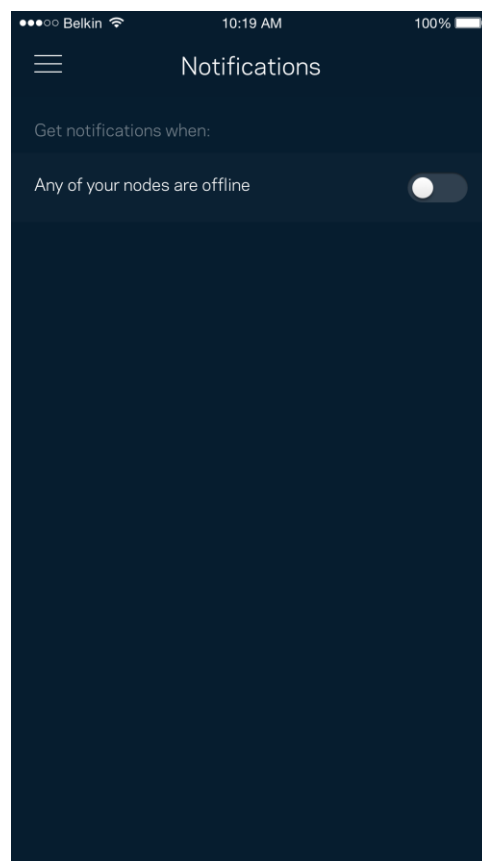 Belkin 10:19 AM 100%
Notifications
Get notifications when:
Any of your nodes are offline